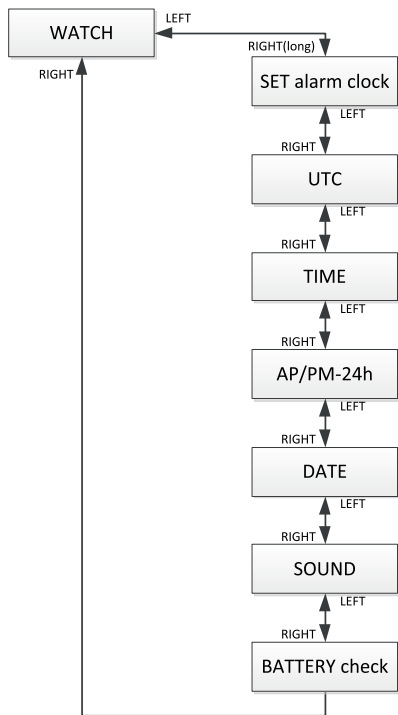 WATCH
LEFT
RIGHT(long)
RIGHT
SET alarm clock
LEFT
RIGHT
UTC
LEFT
RIGHT
TIME
LEFT
RIGHT
AP/PM-24h
LEFT
RIGHT
DATE
LEFT
RIGHT
SOUND
LEFT
RIGHT
BATTERY check